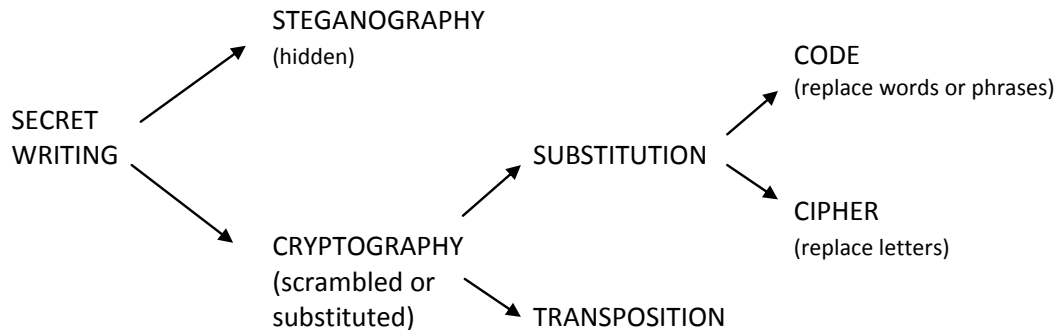 STEGANOGRAPHY
(hidden)
SECRET
WRITING
CRYPTOGRAPHY
(scrambled or
substituted)
SUBSTITUTION
TRANSPOSITION
CODE
(replace words or phrases)
CIPHER
(replace letters)